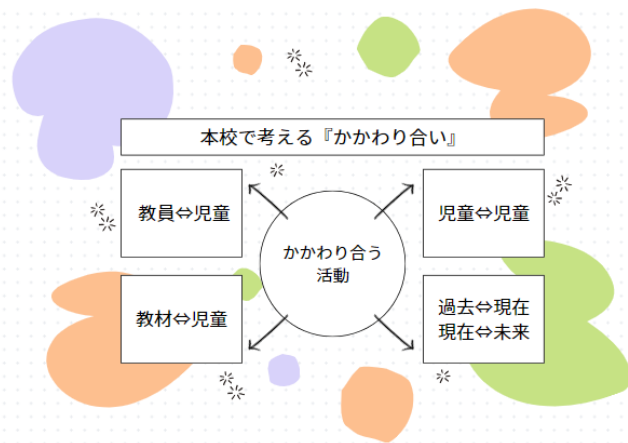 本校で考える『かかわり合い』
教員⇔児童
児童⇔児童
かかわり合う
活動
教材⇔児童
過去⇔現在
現在⇔未来